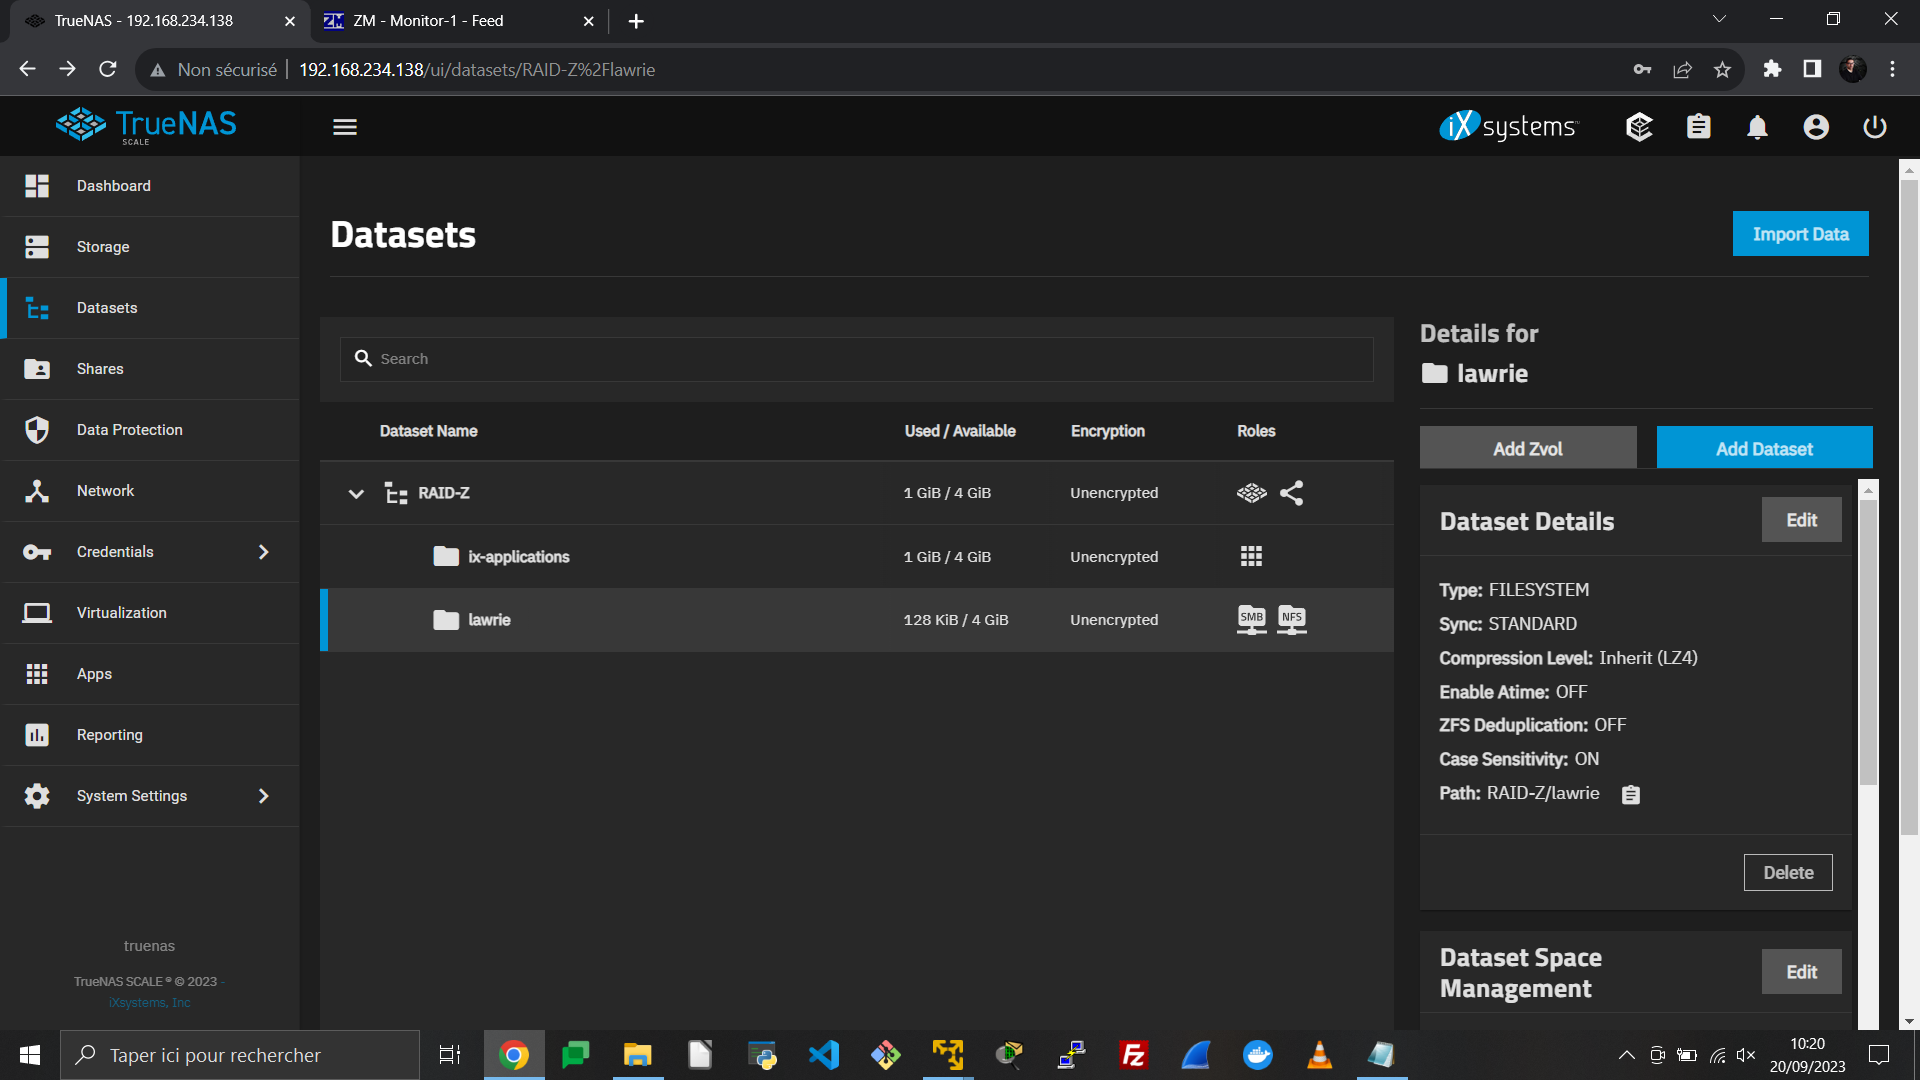 TrueNAS - 192.168.234.138
ZM
ZM - Monitor-1 - Feed
Non sécurisé
192.168.234.138/ui/datasets/RAID-Z%2Flawrie
TrueNAS
SCALE
iXsystems™
Dashboard
Storage
Datasets
Shares
Data Protection
Network
Credentials
Virtualization
Apps
Reporting
System Settings
truenas
TrueNAS SCALE ® © 2023 -
iXsystems, Inc
Datasets
Import Data
Search
Dataset Name Used / Available Encryption Roles
RAID-Z 1 GiB / 4 GiB Unencrypted
ix-applications 1 GiB / 4 GiB Unencrypted
lawrie 128 KiB / 4 GiB Unencrypted SMB NFS
Details for
lawrie
Add Zvol
Add Dataset
Dataset Details
Edit
Type: FILESYSTEM
Sync: STANDARD
Compression Level: Inherit (LZ4)
Enable Atime: OFF
ZFS Deduplication: OFF
Case Sensitivity: ON
Path: RAID-Z/lawrie
Delete
Dataset Space
Management
Edit
Taper ici pour rechercher
FZ
10:20
20/09/2023